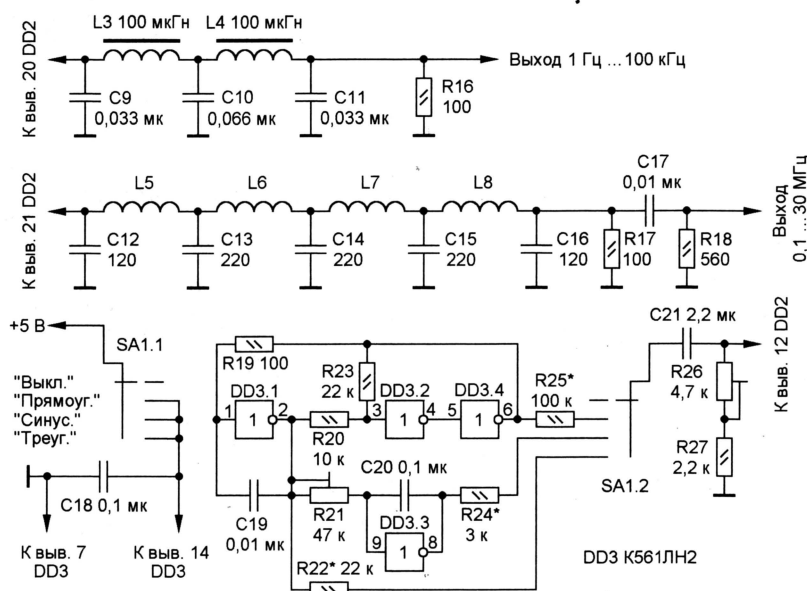 L3 100 мкГн
L4 100 мкГн
К выв. 20 DD2
C9
0,033 мк
C10
0,066 мк
C11
0,033 мк
R16
100
Выход 1 Гц ... 100 кГц
К выв. 21 DD2
L5
L6
L7
L8
C17
0,01 мк
C12
120
C13
220
C14
220
C15
220
C16
120
R17
100
R18
560
Выход
0,1 ... 30 МГц
+5 В
SA1.1
"Выкл."
"Прямоуг."
"Синус."
"Треуг."
C18 0,1 мк
К выв. 7
DD3
К выв. 14
DD3
R19 100
R23
22 к
DD3.1
DD3.2
DD3.4
R25*
100 к
1
1
2
3
1
4
5
1
6
R20
10 к
C20 0,1 мк
C19
0,01 мк
R21
47 к
DD3.3
9
1
8
R24*
3 к
R22* 22 к
C21 2,2 мк
К выв. 12 DD2
R26
4,7 к
R27
2,2 к
SA1.2
DD3 К561ЛН2